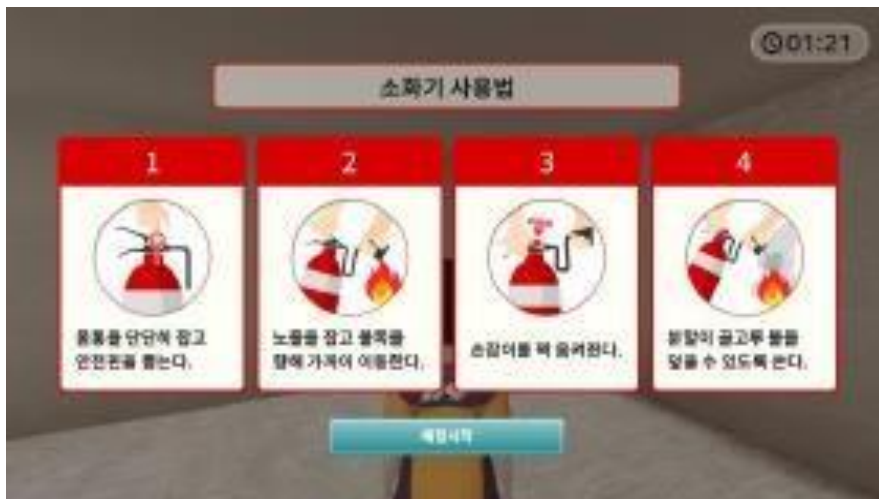 01:21
소화기 사용법
1
몸통을 단단히 잡고
안전핀을 뽑는다.
2
노즐을 잡고 불쪽을
향해 가까이 이동한다.
3
손잡이를 꽉 움켜쥔다.
4
분말이 골고루 불을
덮을 수 있도록 쏜다.